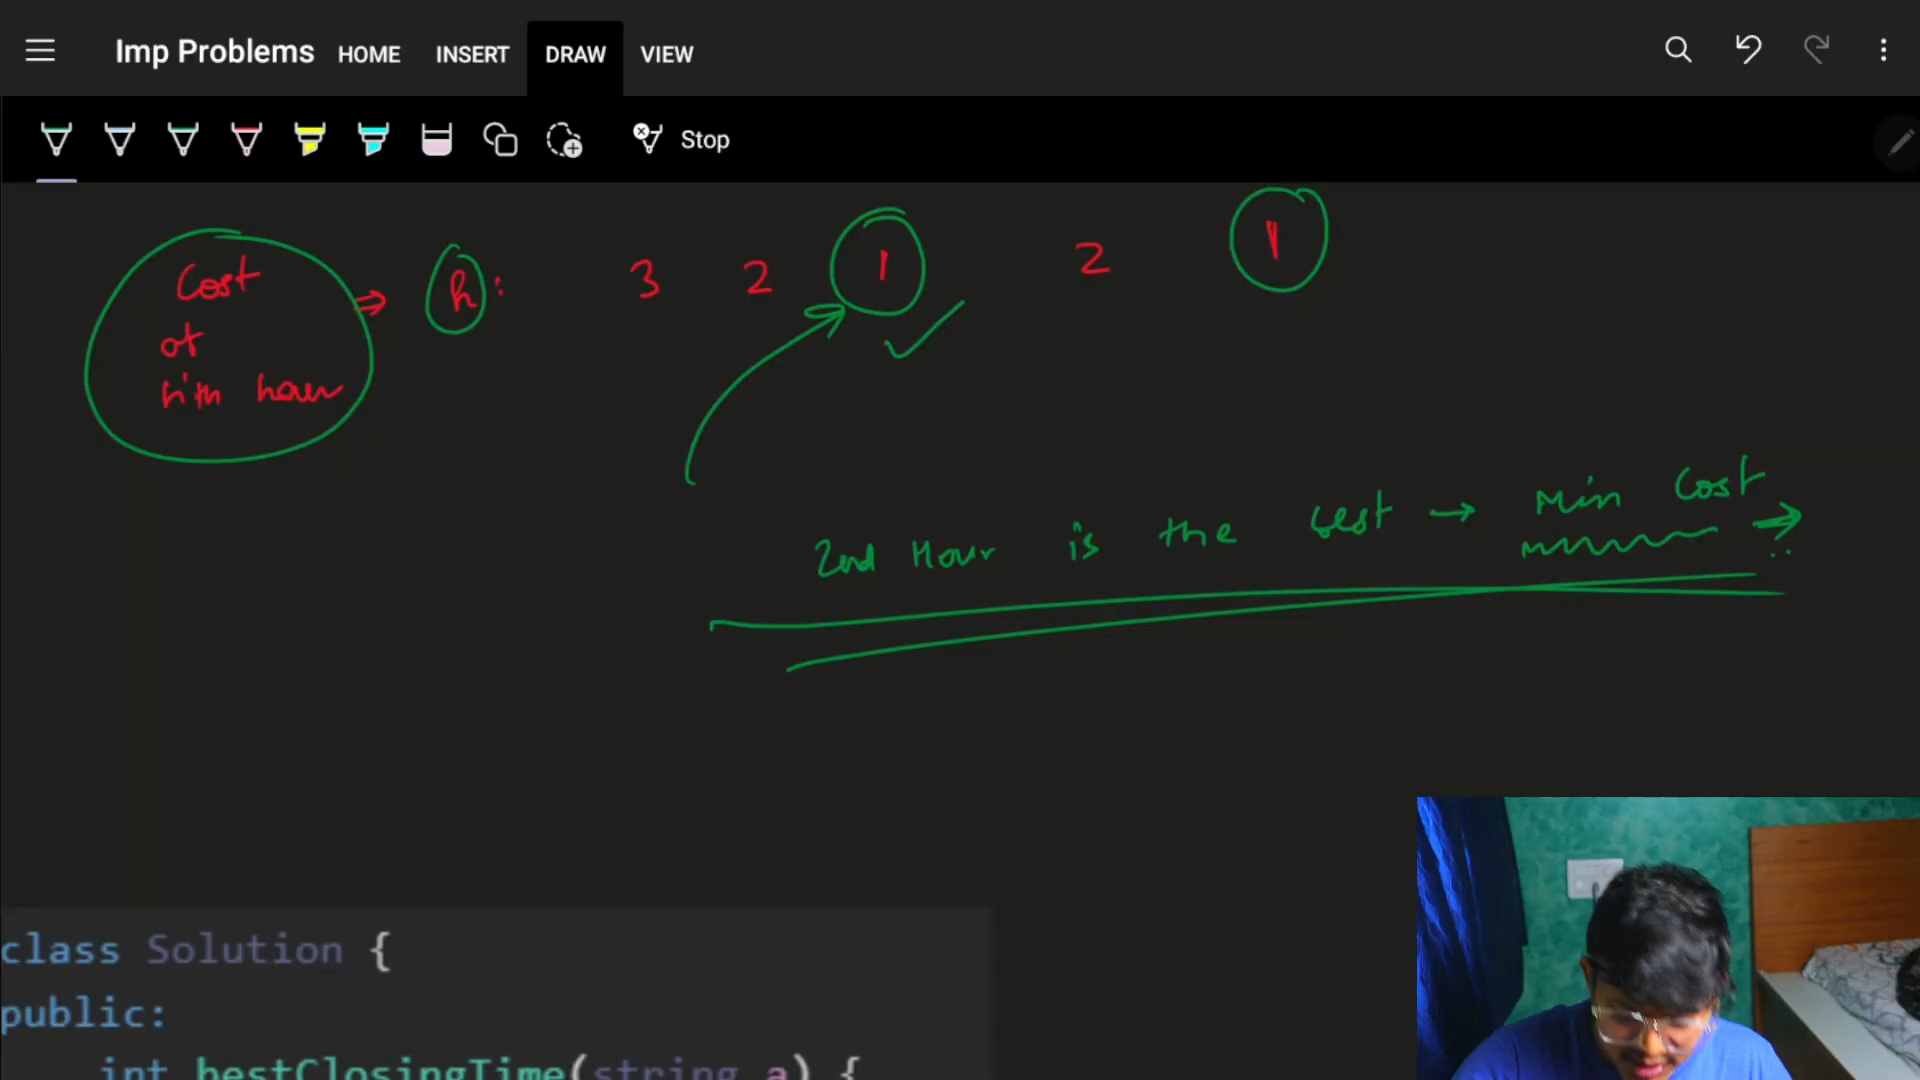 Imp Problems HOME INSERT DRAW VIEW
Stop
Cost
at
h'th hour
⇒ h: 3 2 1 2 1
2nd Hour is the best → Min Cost
class Solution {
public:
int bestClosingTime(string a) {